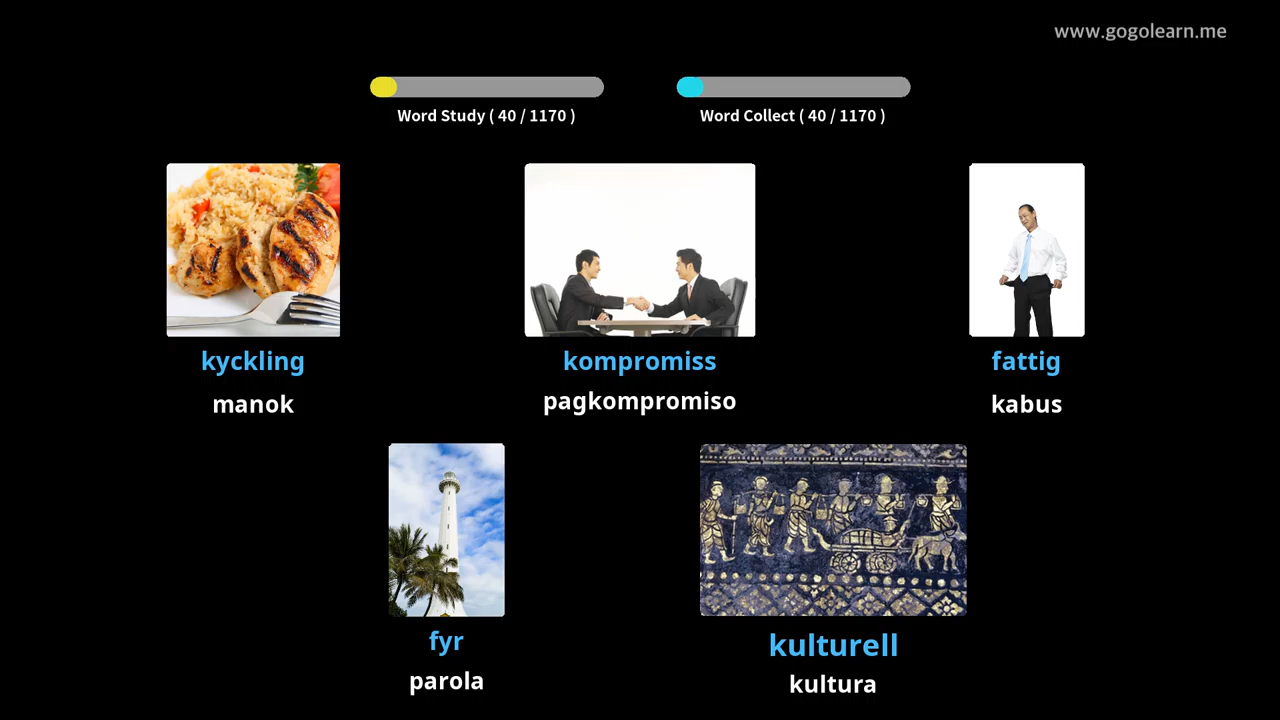 www.gogolearn.me
Word Study ( 40 / 1170 )
Word Collect ( 40 / 1170 )
kyckling
manok
kompromiss
pagkompromiso
fattig
kabus
fyr
parola
kulturell
kultura